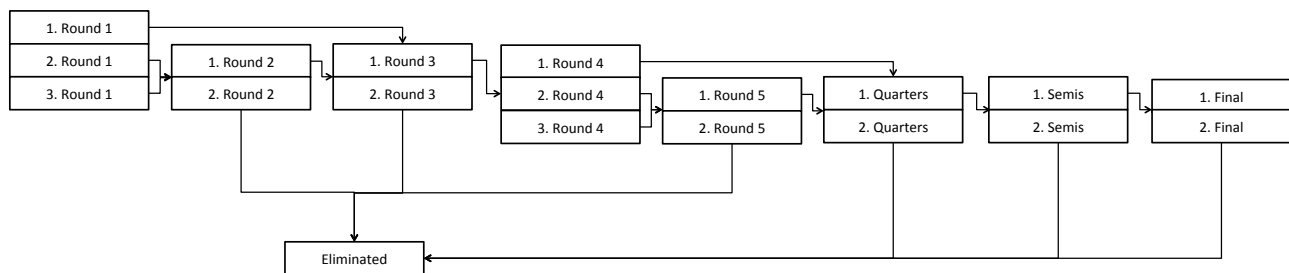 1. Round 1
2. Round 1
3. Round 1
1. Round 2
2. Round 2
1. Round 3
2. Round 3
1. Round 4
2. Round 4
3. Round 4
1. Round 5
2. Round 5
1. Quarters
2. Quarters
1. Semis
2. Semis
1. Final
2. Final
Eliminated